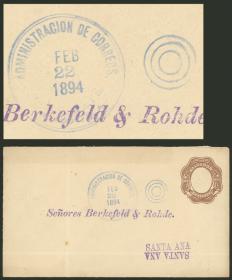 ADMINISTRACION DE CORREOS.
FEB
22
1894
Berkefeld & Rohde
ADMINISTRACION DE CORREOS.
FEB
22
1894
Señores Berkefeld & Rohde.
SANTA ANA
SANTA ANA